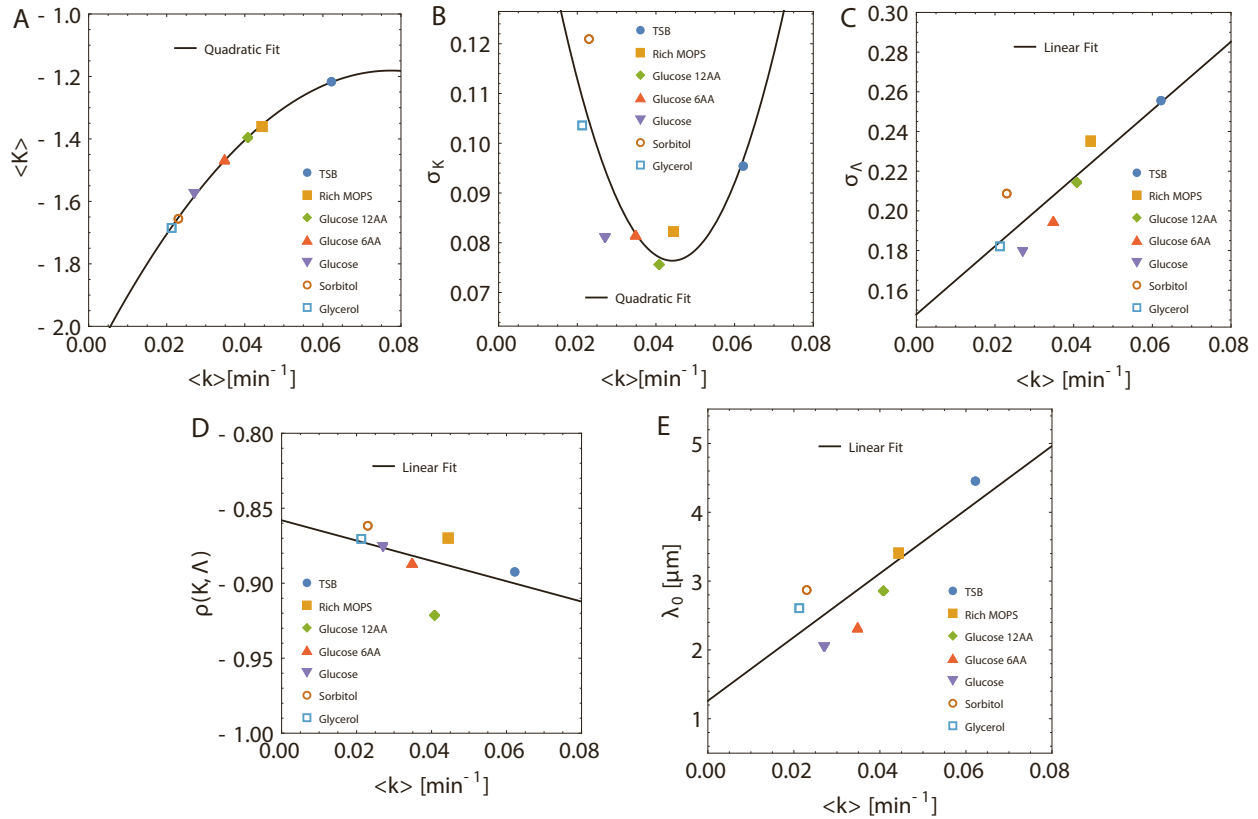 A
- 1.0
- 1.2
- 1.4
- 1.6
- 1.8
- 2.0
<K>
Quadratic Fit
TSB
Rich MOPS
Glucose 12AA
Glucose 6AA
Glucose
Sorbitol
Glycerol
0.00 0.02 0.04 0.06 0.08
<k>[min⁻¹]
B
0.12
0.11
0.10
0.09
0.08
0.07
σ_K
TSB
Rich MOPS
Glucose 12AA
Glucose 6AA
Glucose
Sorbitol
Glycerol
Quadratic Fit
0.00 0.02 0.04 0.06 0.08
<k>[min⁻¹]
C
0.30
0.28
0.26
0.24
0.22
0.20
0.18
0.16
σ_Λ
Linear Fit
TSB
Rich MOPS
Glucose 12AA
Glucose 6AA
Glucose
Sorbitol
Glycerol
0.00 0.02 0.04 0.06 0.08
<k> [min⁻¹]
D
- 0.80
- 0.85
- 0.90
- 0.95
- 1.00
ρ(K, Λ)
Linear Fit
TSB
Rich MOPS
Glucose 12AA
Glucose 6AA
Glucose
Sorbitol
Glycerol
0.00 0.02 0.04 0.06 0.08
<k> [min⁻¹]
E
5
4
3
2
1
λ₀ [µm]
Linear Fit
TSB
Rich MOPS
Glucose 12AA
Glucose 6AA
Glucose
Sorbitol
Glycerol
0.00 0.02 0.04 0.06 0.08
<k> [min⁻¹]